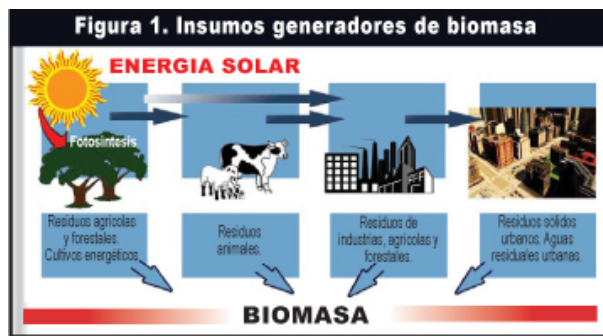 Figura 1. Insumos generadores de biomasa
ENERGIA SOLAR
Fotosíntesis
Residuos agrícolas
y forestales.
Cultivos energéticos.
Residuos
animales.
Residuos de
industrias, agrícolas y
forestales.
Residuos sólidos
urbanos. Aguas
residuales urbanas.
BIOMASA